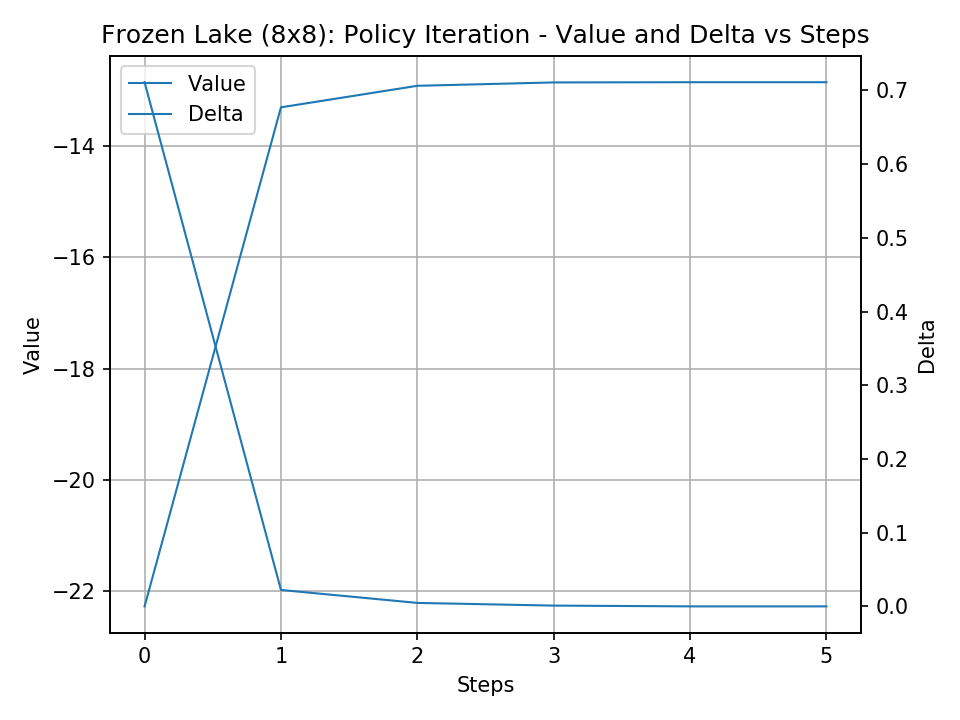 Frozen Lake (8x8): Policy Iteration - Value and Delta vs Steps
Value
Delta
−14
−16
−18
−20
−22
Value
0.7
0.6
0.5
0.4
0.3
0.2
0.1
0.0
Delta
0 1 2 3 4 5
Steps